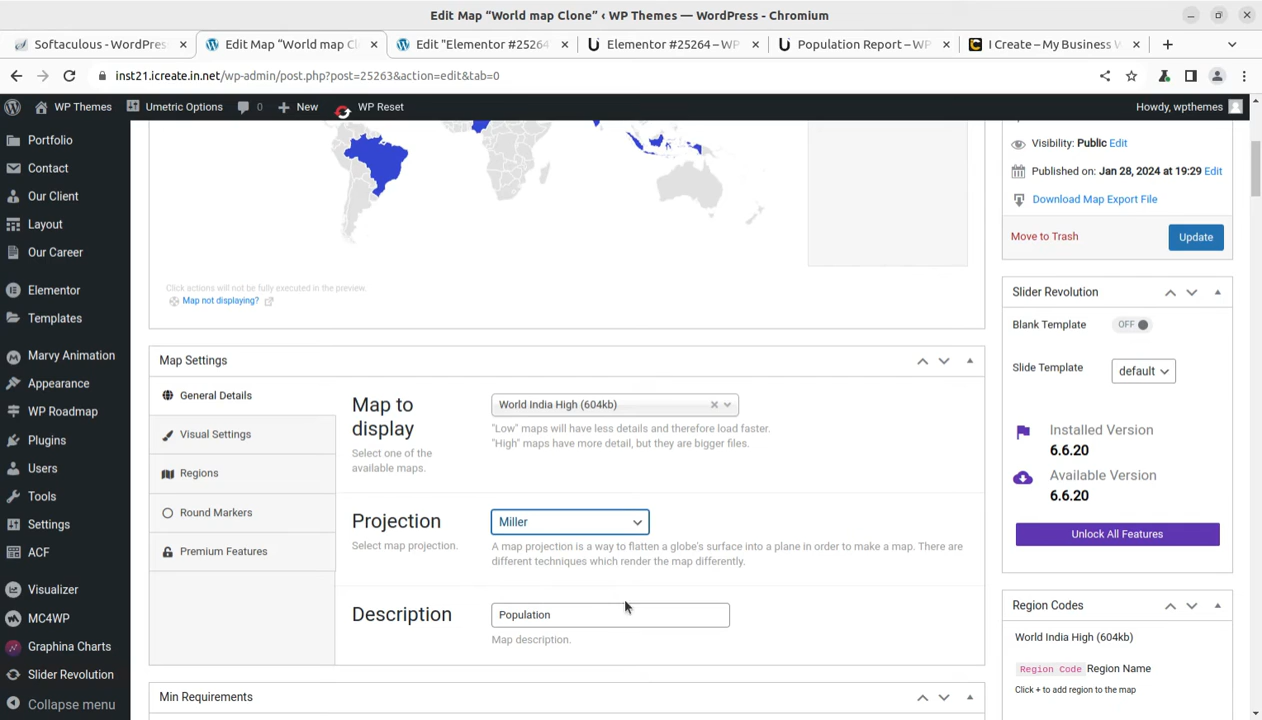 Edit Map “World map Clone” ‹ WP Themes — WordPress - Chromium
Softaculous - WordPres
Edit Map “World map Cl
Edit "Elementor #25264
Elementor #25264 – WP
Population Report – WP
I Create – My Business W
inst21.icreate.in.net/wp-admin/post.php?post=25263&action=edit&tab=0
WP Themes
Umetric Options
0
New
WP Reset
Howdy, wpthemes
Portfolio
Contact
Our Client
Layout
Our Career
Elementor
Templates
Marvy Animation
Appearance
WP Roadmap
Plugins
Users
Tools
Settings
ACF
Visualizer
MC4WP
Graphina Charts
Slider Revolution
Collapse menu
Click actions will not be fully executed in the preview.
Map not displaying?
Map Settings
General Details
Visual Settings
Regions
Round Markers
Premium Features
Map to
display
Select one of the
available maps.
World India High (604kb)
"Low" maps will have less details and therefore load faster.
"High" maps have more detail, but they are bigger files.
Projection
Select map projection.
Miller
A map projection is a way to flatten a globe's surface into a plane in order to make a map. There are
different techniques which render the map differently.
Description
Population
Map description.
Min Requirements
Visibility: Public Edit
Published on: Jan 28, 2024 at 19:29 Edit
Download Map Export File
Move to Trash
Update
Slider Revolution
Blank Template
OFF
Slide Template
default
Installed Version
6.6.20
Available Version
6.6.20
Unlock All Features
Region Codes
World India High (604kb)
Region Code Region Name
Click + to add region to the map